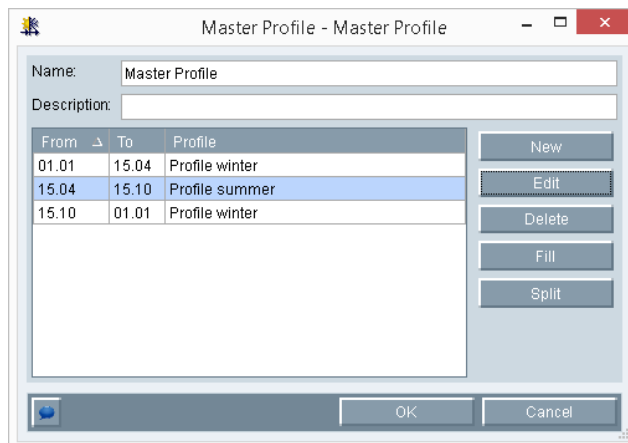 Master Profile - Master Profile
Name: Master Profile
Description:
From To Profile
01.01 15.04 Profile winter
15.04 15.10 Profile summer
15.10 01.01 Profile winter
New
Edit
Delete
Fill
Split
OK Cancel